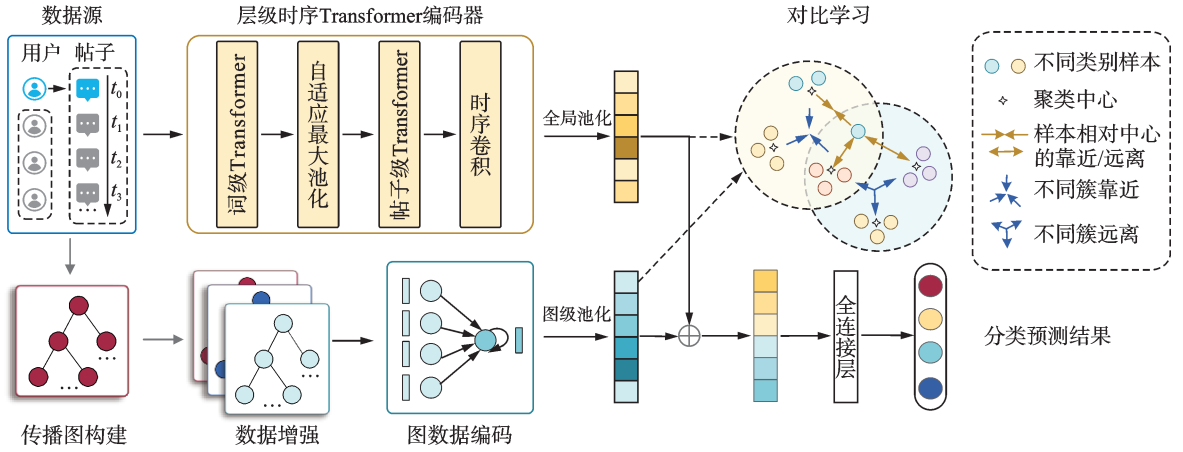 数据源
层级时序Transformer编码器
对比学习
用户
帖子
t0
t1
t2
t3
...
词级Transformer
自适应最大池化
帖子级Transformer
时序卷积
全局池化
不同类别样本
聚类中心
样本相对中心
的靠近/远离
不同簇靠近
不同簇远离
...
...
...
...
图级池化
全连接层
分类预测结果
传播图构建
数据增强
图数据编码